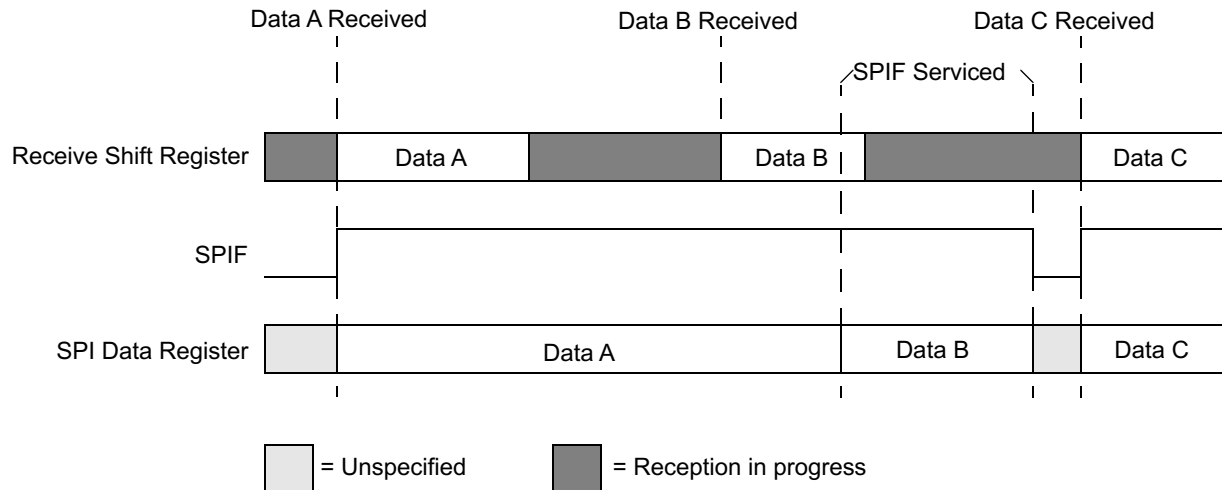 Data A Received
Data B Received
Data C Received
SPIF Serviced
Receive Shift Register
Data A
Data B
Data C
SPIF
SPI Data Register
Data A
Data B
Data C
= Unspecified
= Reception in progress